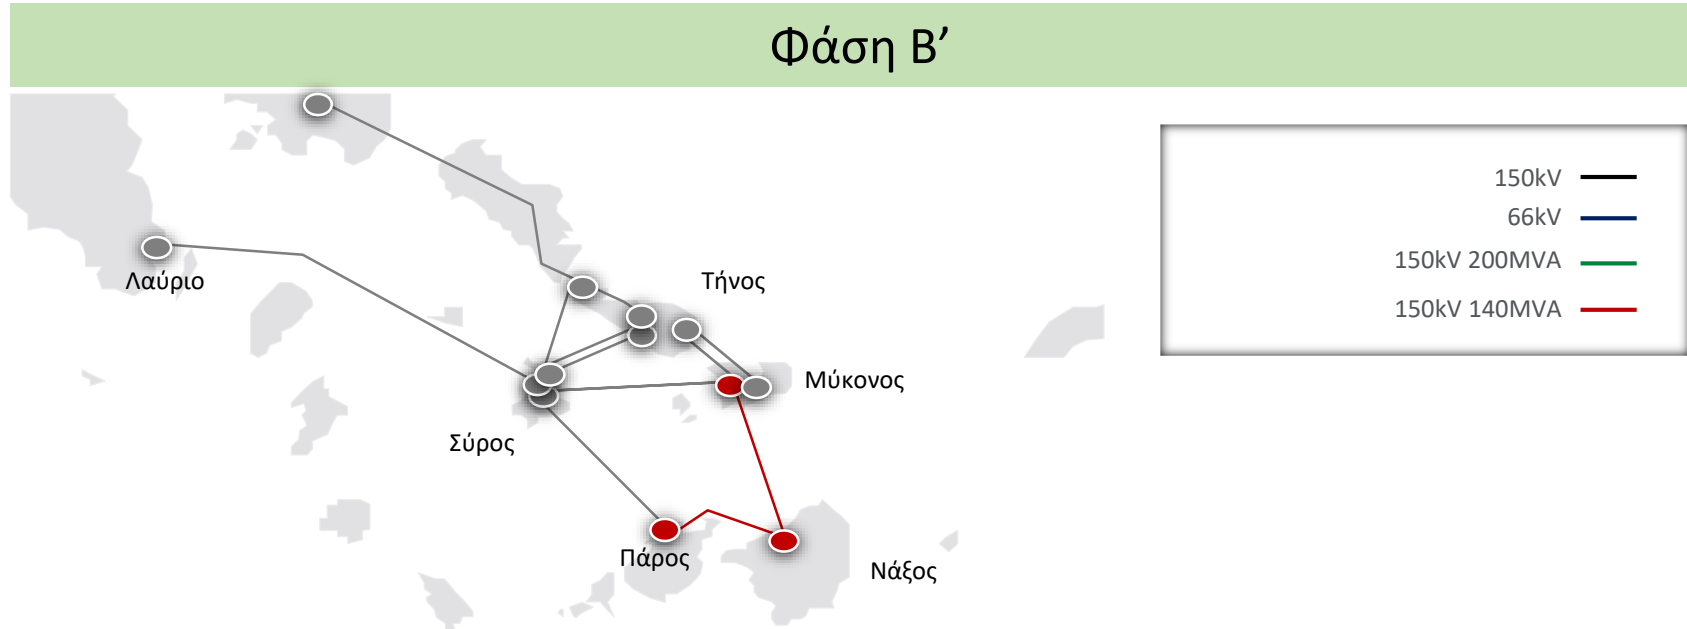 Φάση Β’
150kV
66kV
150kV 200MVA
150kV 140MVA
Λαύριο
Τήνος
Μύκονος
Σύρος
Πάρος
Νάξος